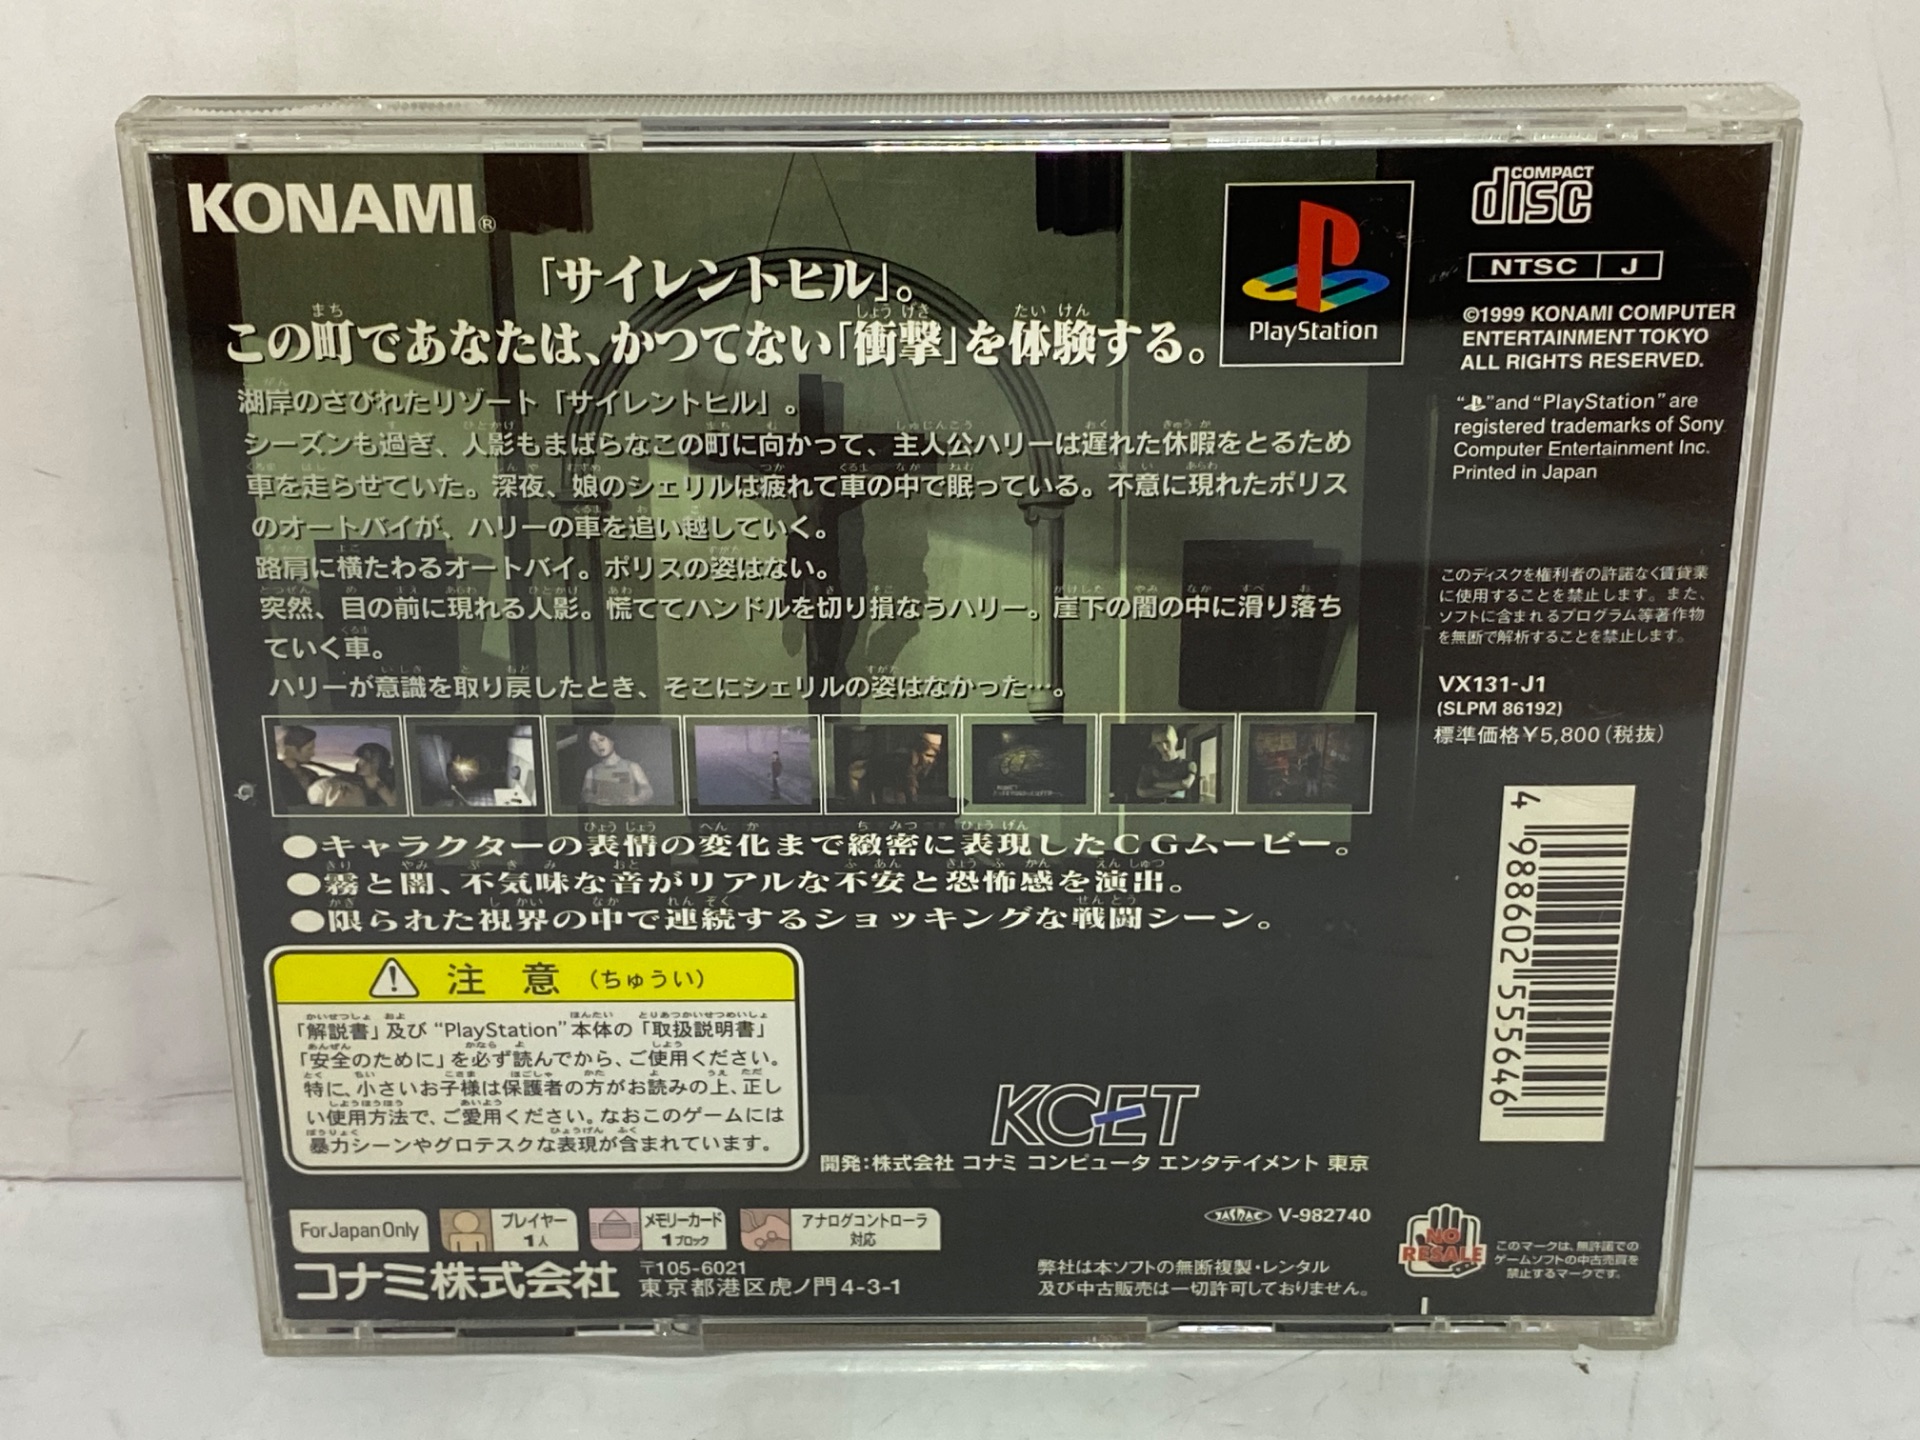 KONAMI®
「サイレントヒル」。
この町であなたは、かつてない「衝撃」を体験する。
湖岸のさびれたリゾート「サイレントヒル」。
シーズンも過ぎ、人影もまばらなこの町に向かって、主人公ハリーは遅れた休暇をとるため
車を走らせていた。深夜、娘のシェリルは疲れて車の中で眠っている。不意に現れたポリス
のオートバイが、ハリーの車を追い越していく。
路肩に横たわるオートバイ。ポリスの姿はない。
突然、目の前に現れる人影。慌ててハンドルを切り損なうハリー。崖下の闇の中に滑り落ち
ていく車。
ハリーが意識を取り戻したとき、そこにシェリルの姿はなかった…。
●キャラクターの表情の変化まで緻密に表現したCGムービー。
●霧と闇、不気味な音がリアルな不安と恐怖感を演出。
●限られた視界の中で連続するショッキングな戦闘シーン。
注意(ちゅうい)
「解説書」及び“PlayStation”本体の「取扱説明書」
「安全のために」を必ず読んでから、ご使用ください。
特に、小さいお子様は保護者の方がお読みの上、正し
い使用方法で、ご愛用ください。なおこのゲームには
暴力シーンやグロテスクな表現が含まれています。
KCET
開発:株式会社 コナミ コンピュータ エンタテイメント 東京
For Japan Only
プレイヤー
1人
メモリーカード
1ブロック
アナログコントローラ
対応
コナミ株式会社
〒105-6021
東京都港区虎ノ門4-3-1
JASRAC V-982740
弊社は本ソフトの無断複製・レンタル
及び中古販売は一切許可しておりません。
PlayStation
COMPACT
disc
NTSC J
©1999 KONAMI COMPUTER
ENTERTAINMENT TOKYO
ALL RIGHTS RESERVED.
“PS”and“PlayStation”are
registered trademarks of Sony
Computer Entertainment Inc.
Printed in Japan
このディスクを権利者の許諾なく賃貸業
に使用することを禁止します。また、
ソフトに含まれるプログラム等著作物
を無断で解析することを禁止します。
VX131-J1
(SLPM 86192)
標準価格¥5,800(税抜)
4 988602 555646
NO
RESALE
このマークは、無許諾での
ゲームソフトの中古売買を
禁止するマークです。